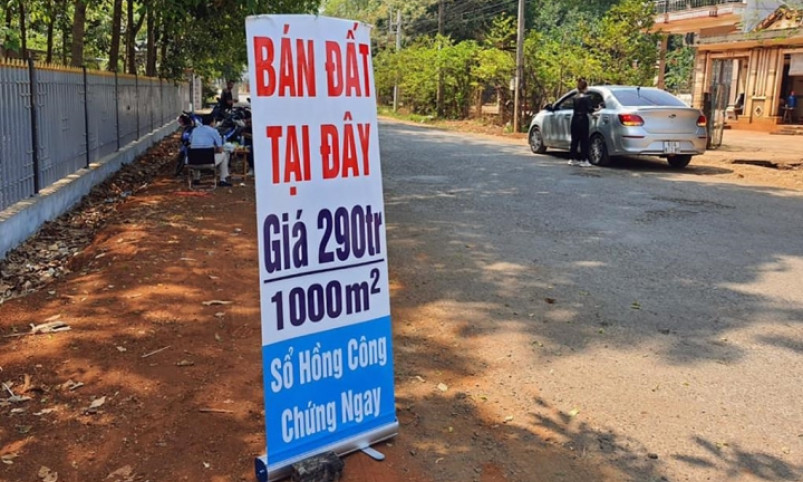 BÁN ĐẤT
TẠI ĐÂY
Giá 290tr
1000m²
Sổ Hồng Công
Chứng Ngay